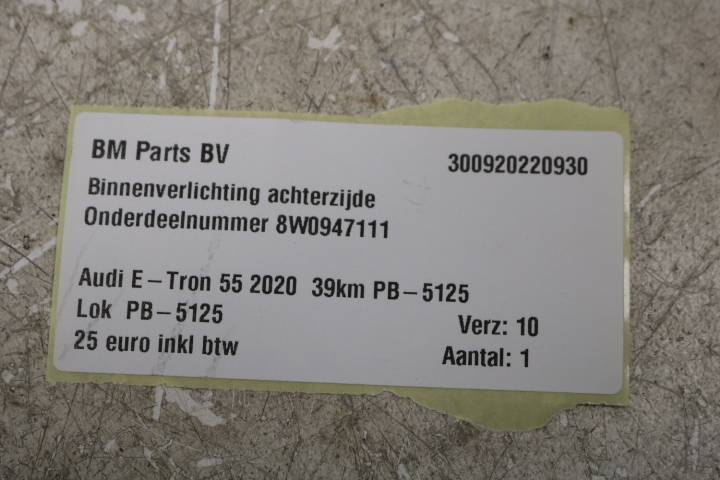 BM Parts BV 300920220930
Binnenverlichting achterzijde
Onderdeelnummer 8W0947111
Audi E-Tron 55 2020 39km PB-5125
Lok PB-5125 Verz: 10
25 euro inkl btw Aantal: 1